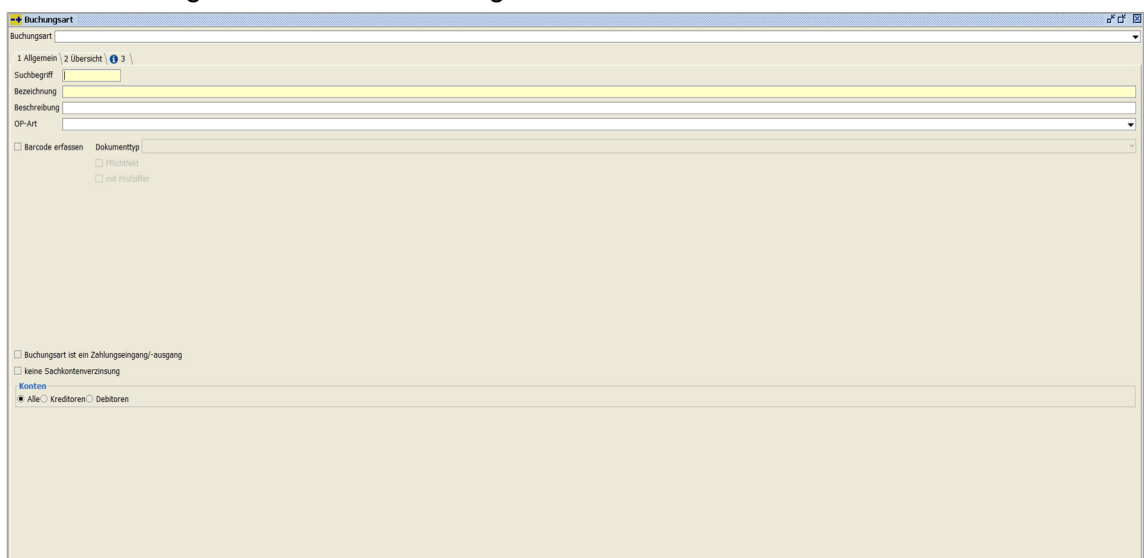 Buchungsart
Buchungsart
1 Allgemein 2 Übersicht 3
Suchbegriff
Bezeichnung
Beschreibung
OP-Art
Barcode erfassen Dokumenttyp
Pflichtfeld
mit Prüfziffer
Buchungsart ist ein Zahlungseingang/-ausgang
keine Sachkontenverzinsung
Konten
Alle Kreditoren Debitoren